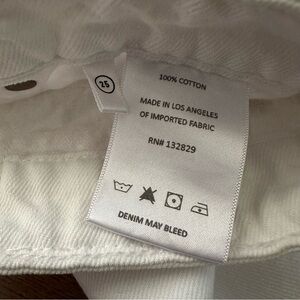 25
100% COTTON
MADE IN LOS ANGELES
OF IMPORTED FABRIC
RN# 132829
DENIM MAY BLEED